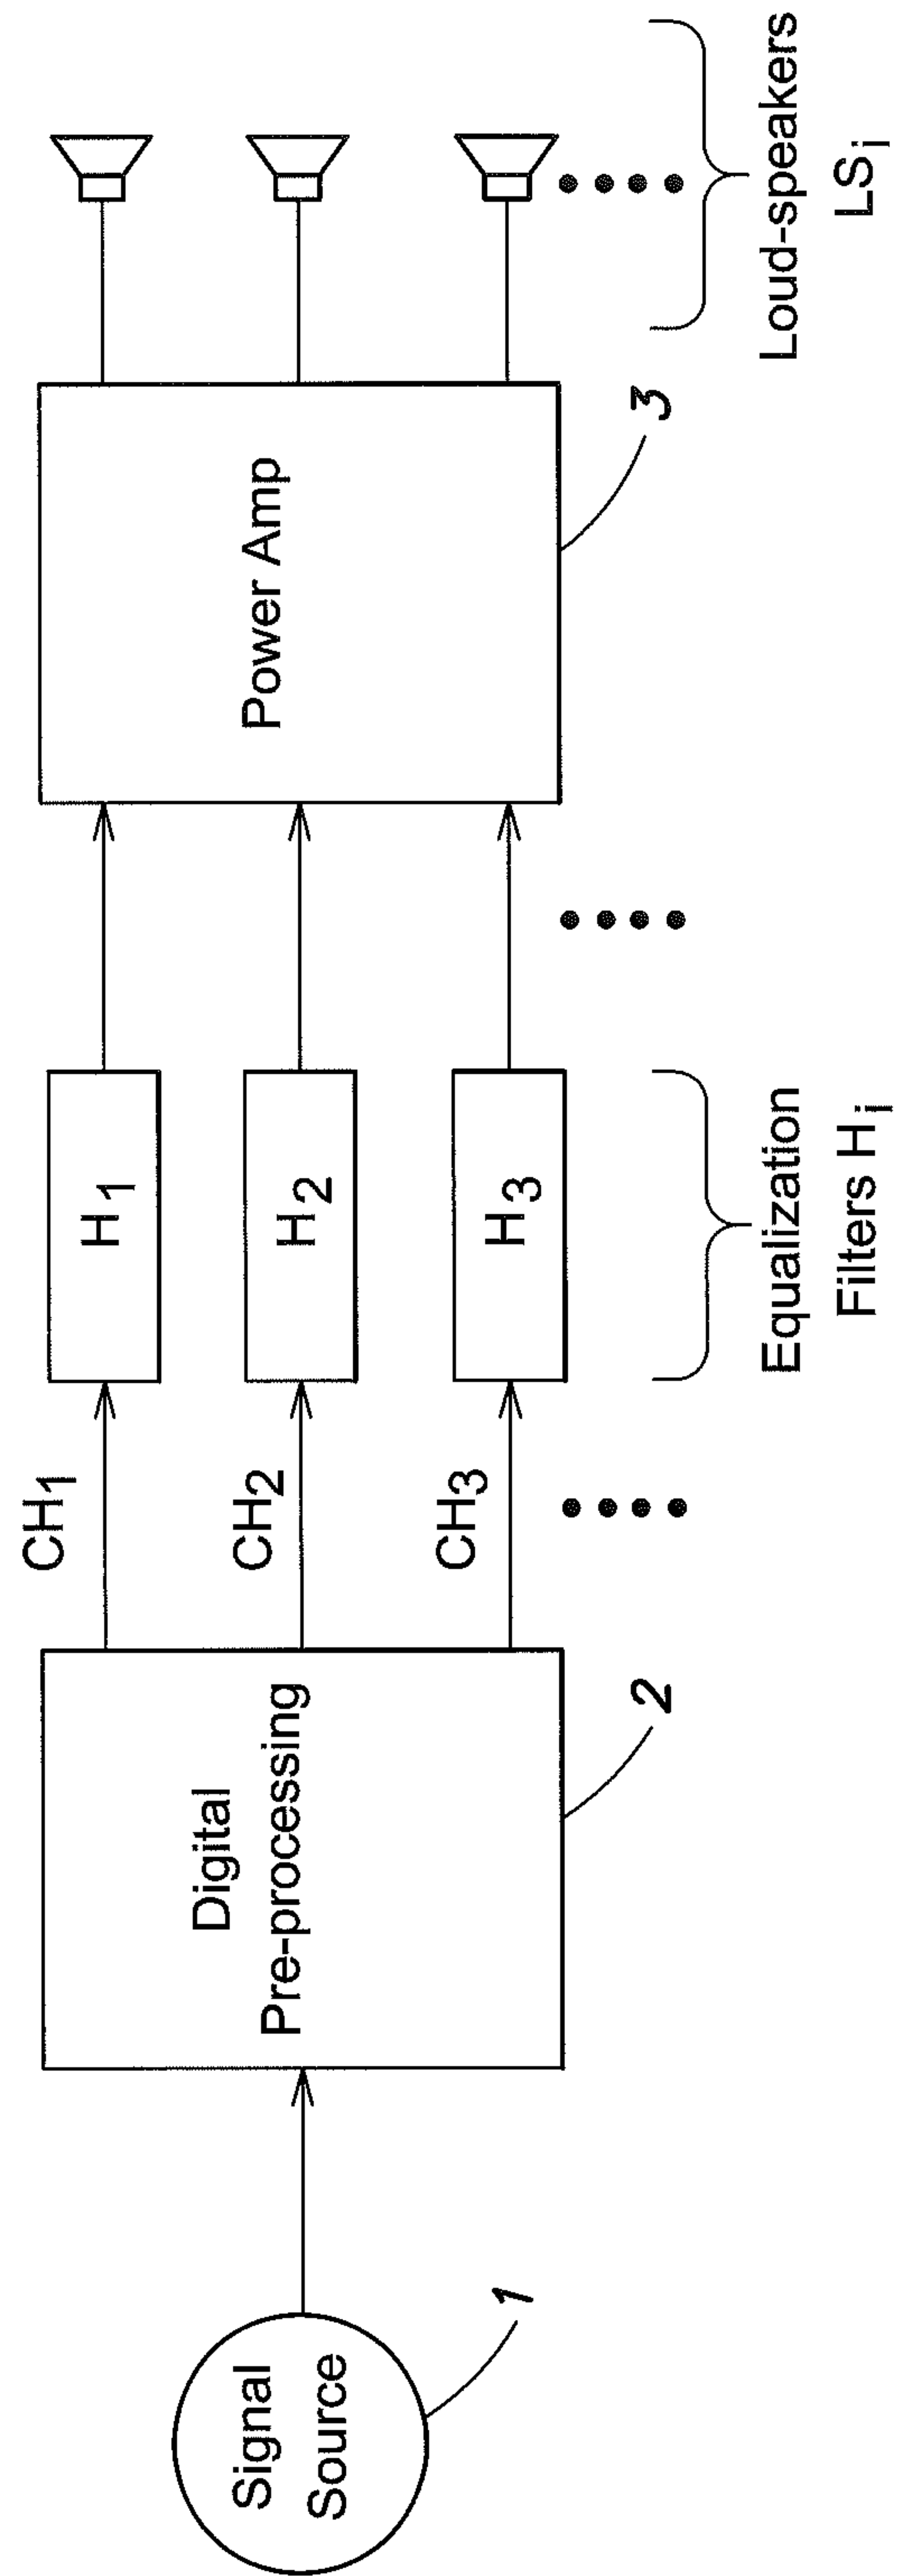 Signal
Source
1
Digital
Pre-processing
2
CH1
CH2
CH3
H1
H2
H3
Equalization
Filters Hi
Power Amp
3
Loud-speakers
LSi